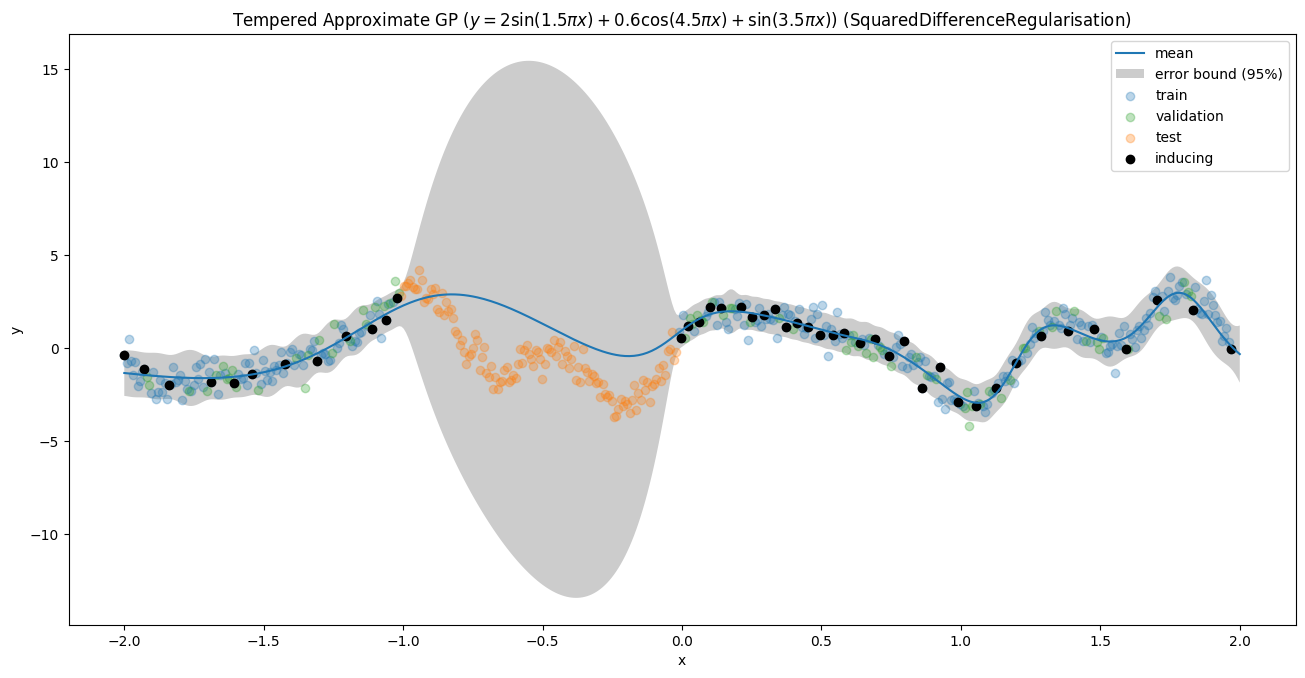 Tempered Approximate GP (y = 2sin(1.5πx) + 0.6cos(4.5πx) + sin(3.5πx)) (SquaredDifferenceRegularisation)
mean
error bound (95%)
train
validation
test
inducing
15
10
5
0
−5
−10
y
−2.0 −1.5 −1.0 −0.5 0.0 0.5 1.0 1.5 2.0
x